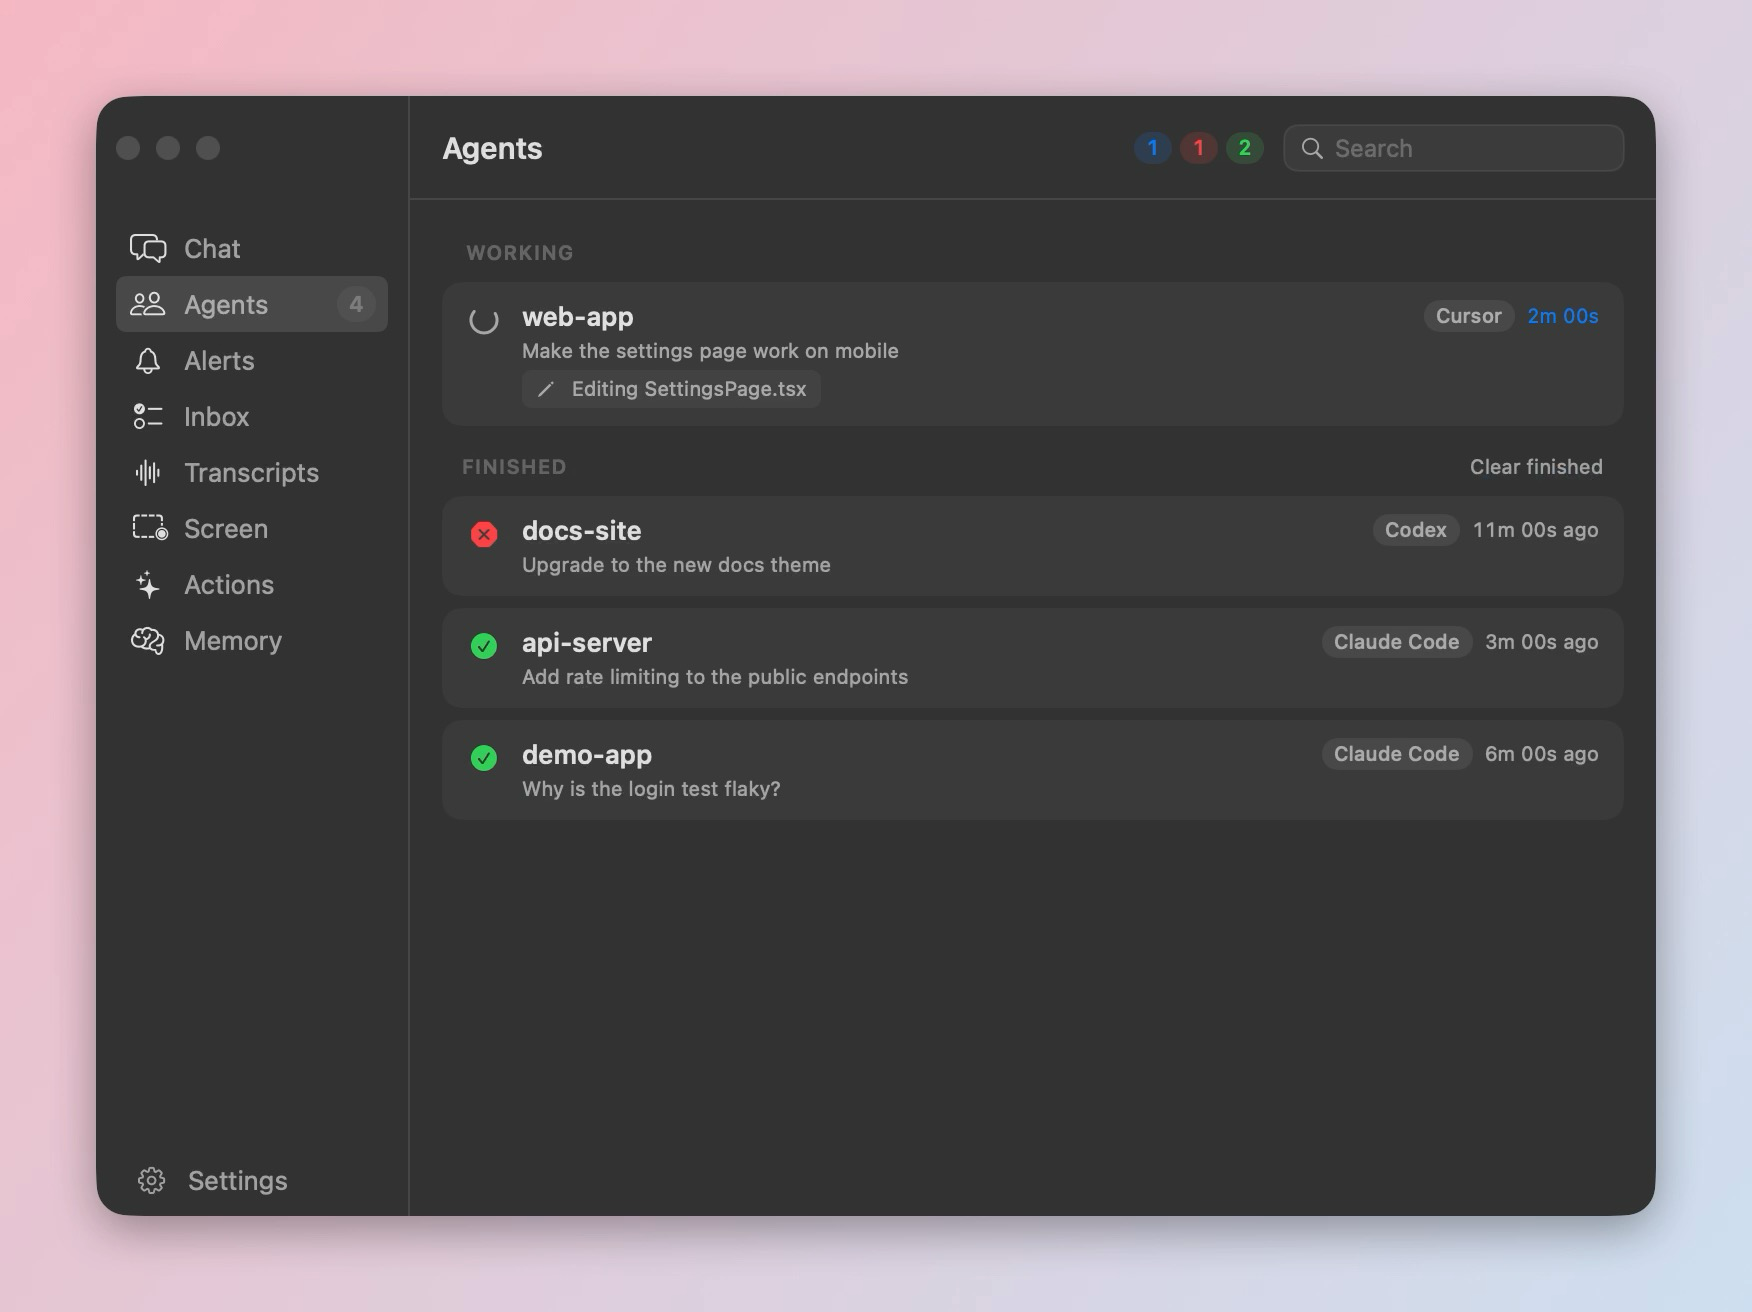 Agents
1 1 2 Search
Chat
Agents 4
Alerts
Inbox
Transcripts
Screen
Actions
Memory
Settings
WORKING
web-app Cursor 2m 00s
Make the settings page work on mobile
Editing SettingsPage.tsx
FINISHED Clear finished
docs-site Codex 11m 00s ago
Upgrade to the new docs theme
api-server Claude Code 3m 00s ago
Add rate limiting to the public endpoints
demo-app Claude Code 6m 00s ago
Why is the login test flaky?